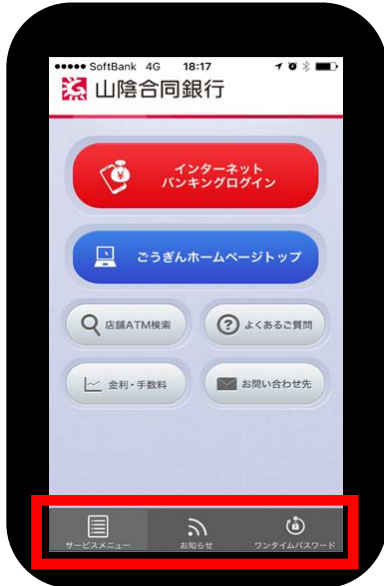 SoftBank 4G 18:17
山陰合同銀行
インターネット
バンキングログイン
ごうぎんホームページトップ
店舗ATM検索
よくあるご質問
金利・手数料
お問い合わせ先
サービスメニュー
お知らせ
ワンタイムパスワード